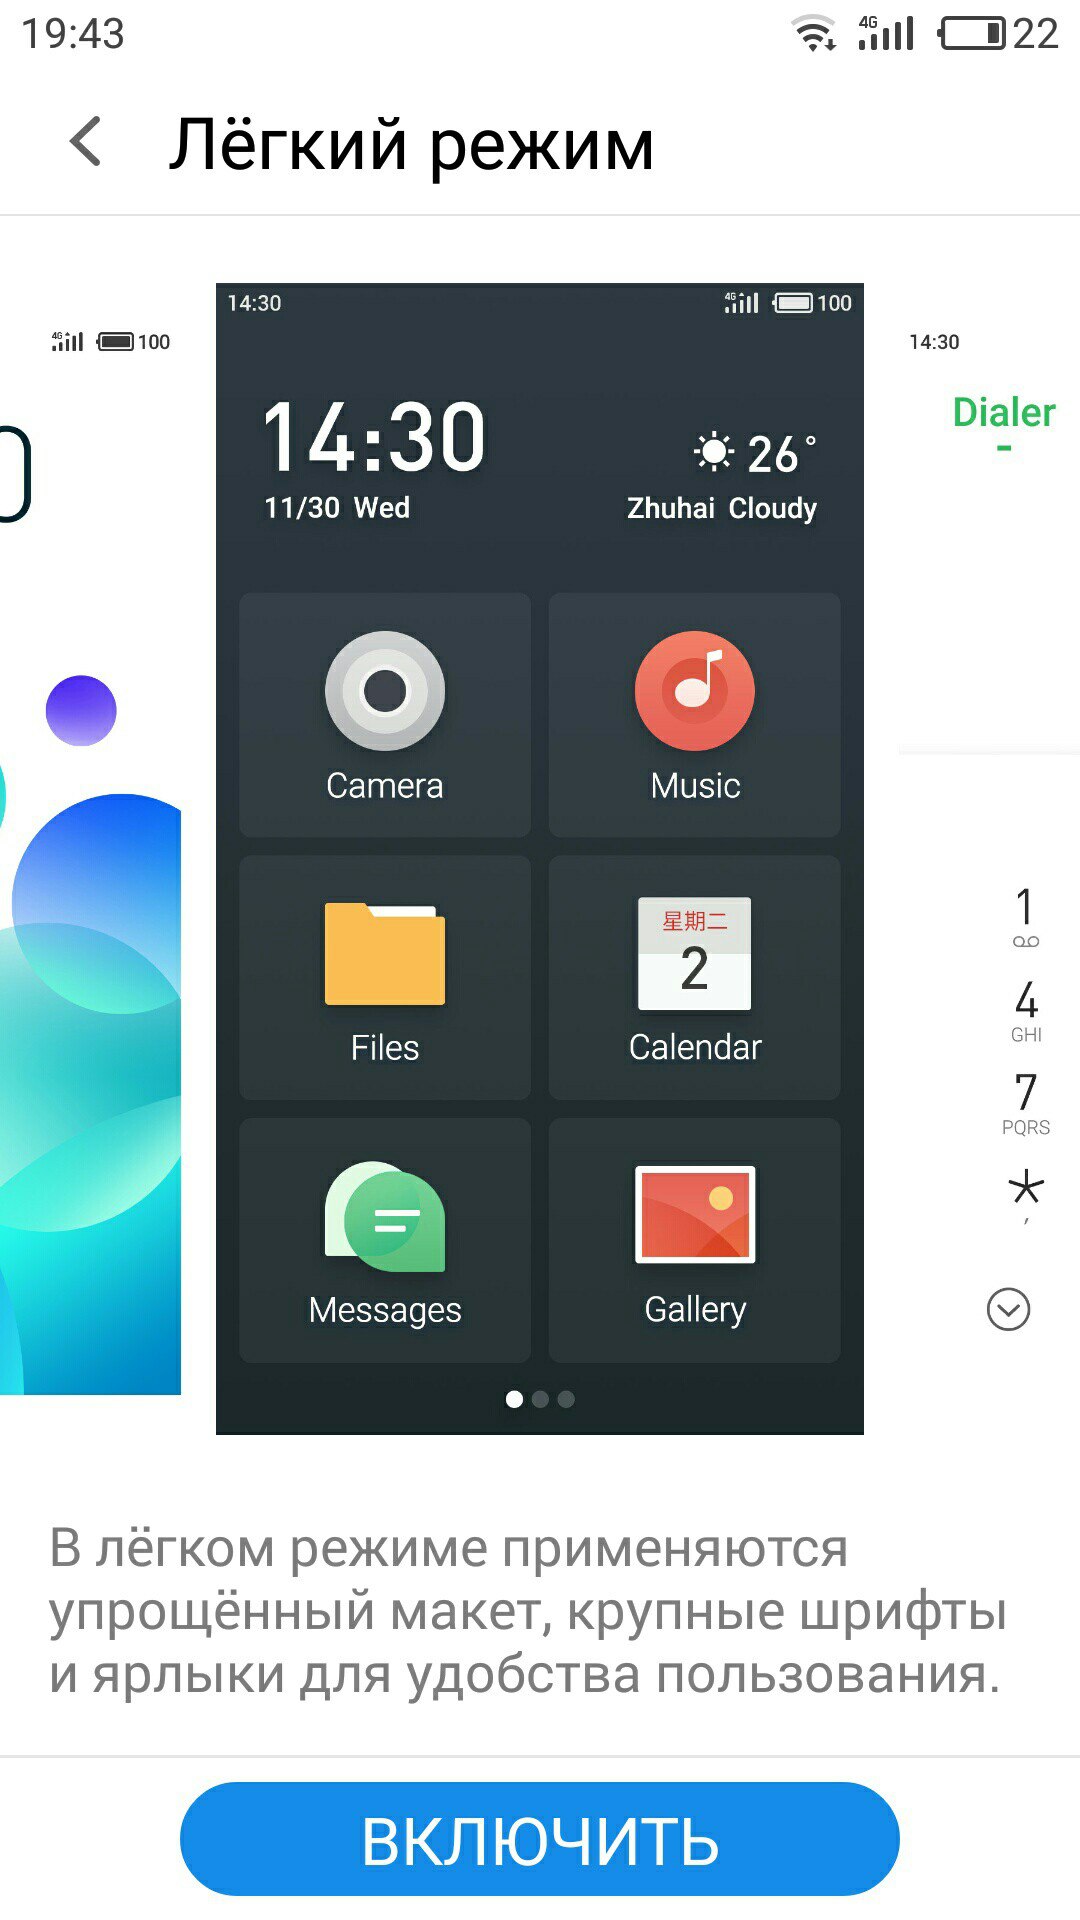 19:43
4G
22
Лёгкий режим
14:30
4G
100
4G
100
14:30
14:30
26°
11/30 Wed
Zhuhai Cloudy
Dialer
Camera
Music
星期二
2
Files
Calendar
Messages
Gallery
1
4
GHI
7
PQRS
*
,
В лёгком режиме применяются
упрощённый макет, крупные шрифты
и ярлыки для удобства пользования.
ВКЛЮЧИТЬ